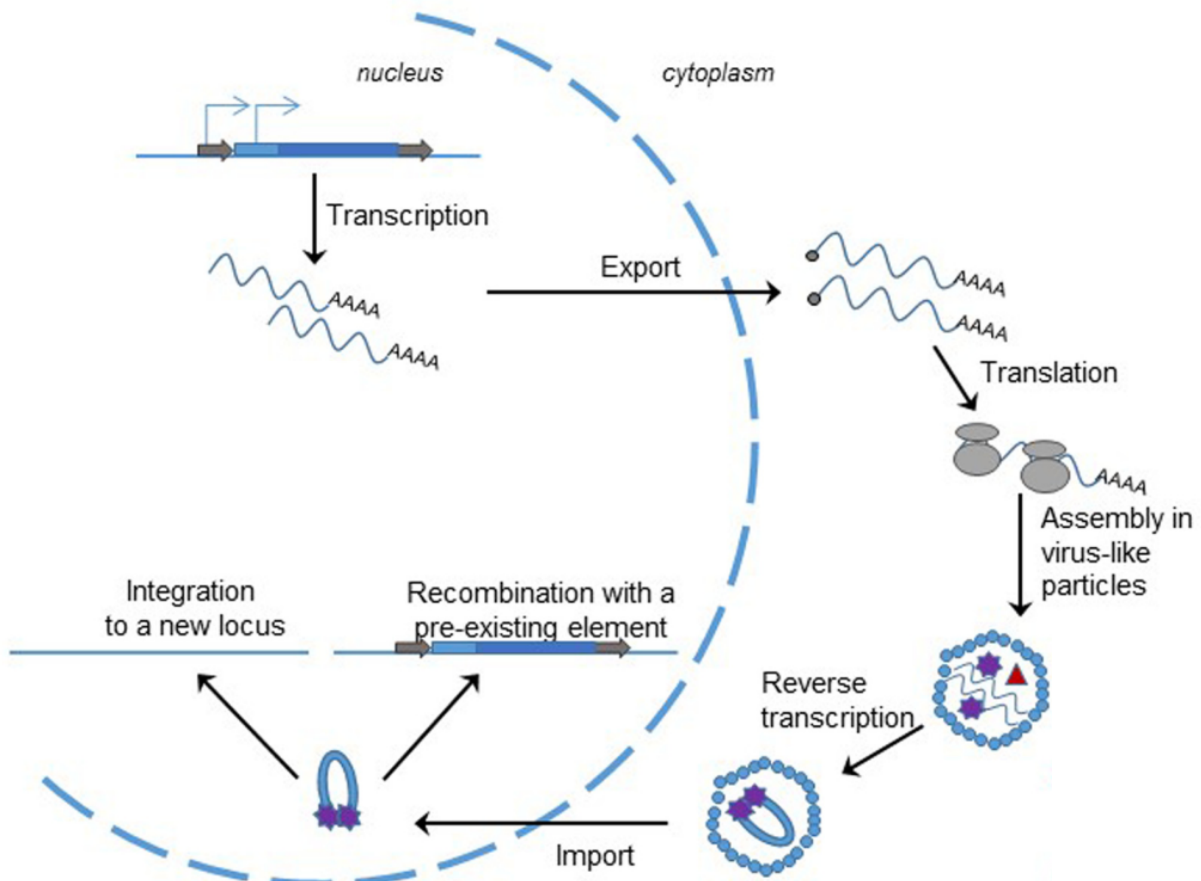 nucleus
cytoplasm
Transcription
AAAA
AAAA
Export
AAAA
AAAA
Translation
AAAA
Assembly in
virus-like
particles
Integration
to a new locus
Recombination with a
pre-existing element
Reverse
transcription
Import